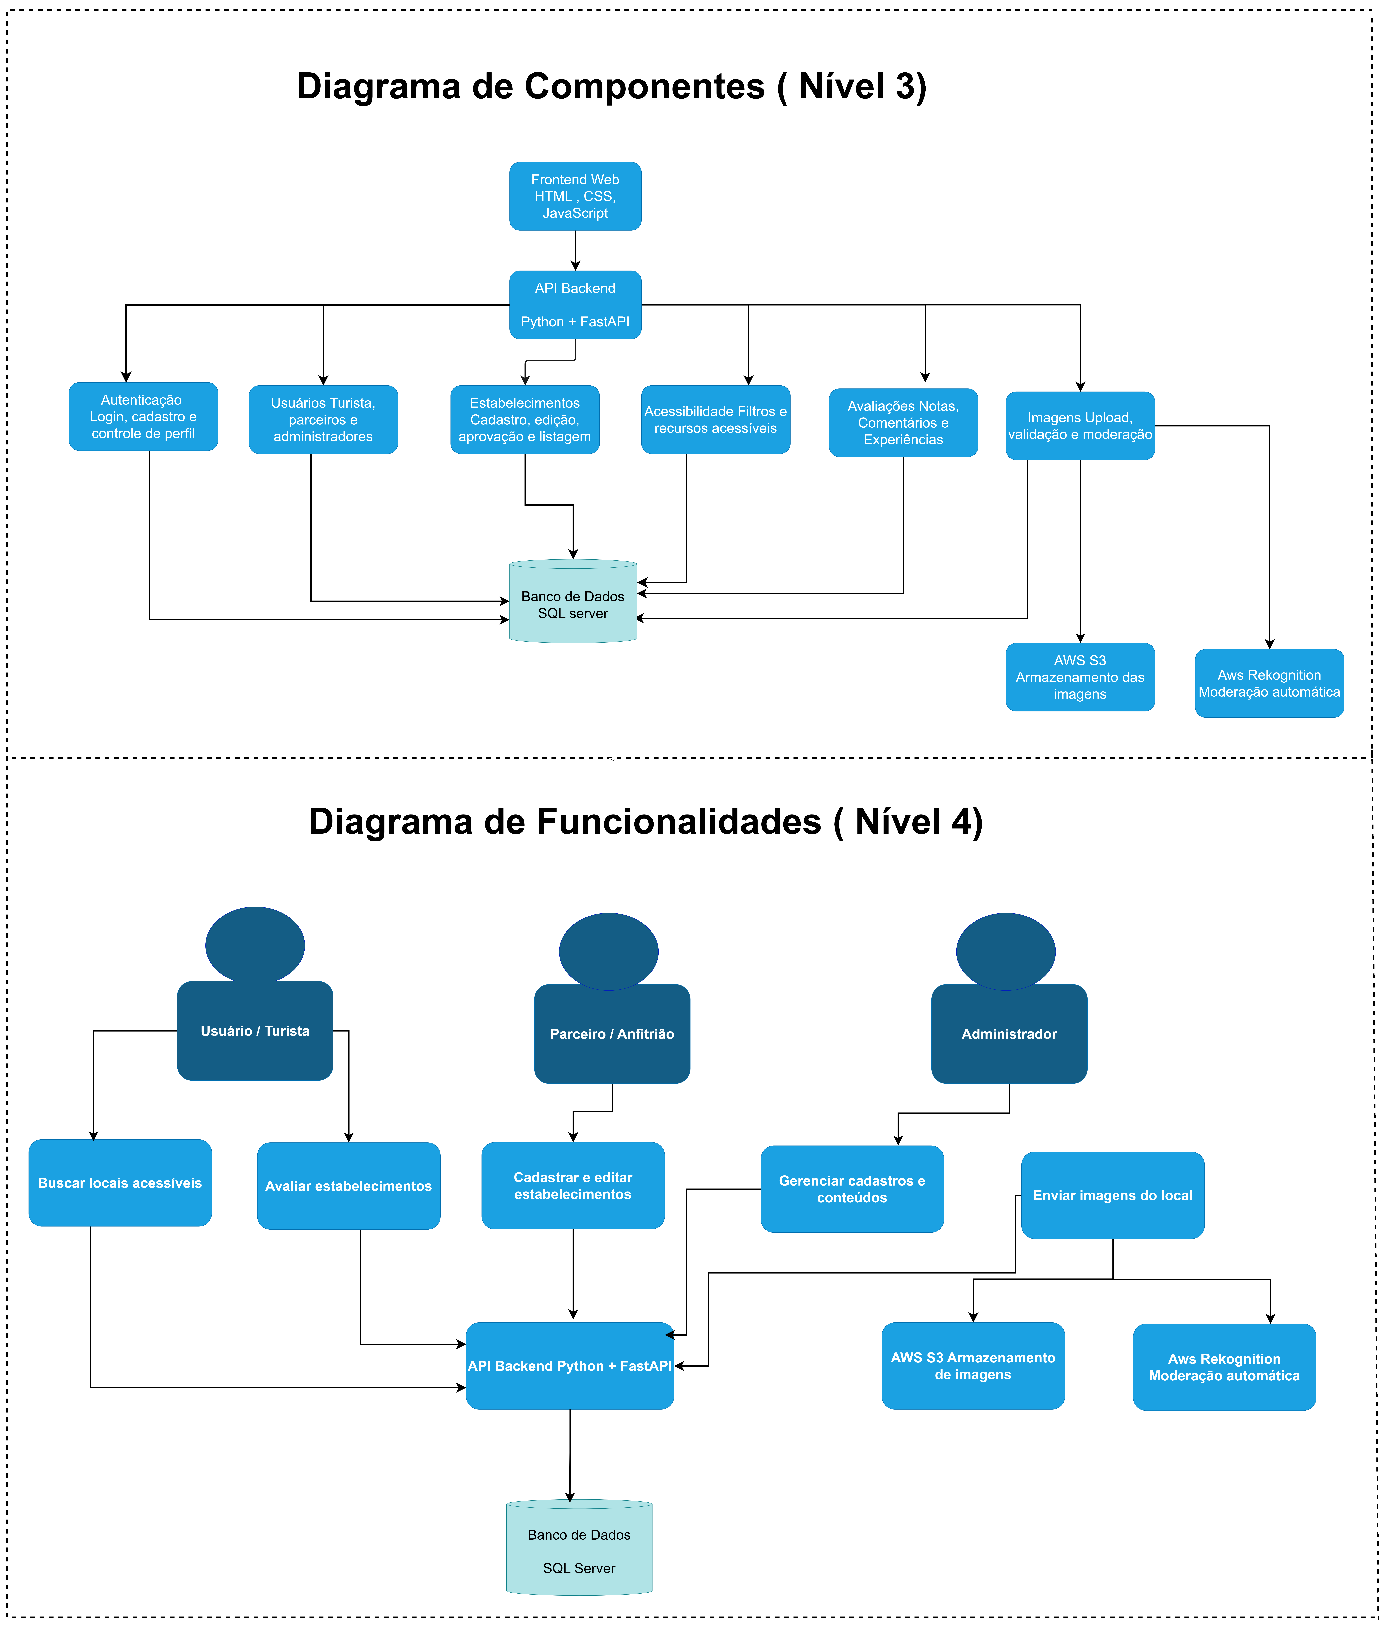 Diagrama de Componentes ( Nível 3)
Frontend Web
HTML , CSS,
JavaScript
API Backend
Python + FastAPI
Autenticação
Login, cadastro e
controle de perfil
Usuários Turista,
parceiros e
administradores
Estabelecimentos
Cadastro, edição,
aprovação e listagem
Acessibilidade Filtros e
recursos acessíveis
Avaliações Notas,
Comentários e
Experiências
Imagens Upload,
validação e moderação
Banco de Dados
SQL server
AWS S3
Armazenamento das
imagens
Aws Rekognition
Moderação automática
Diagrama de Funcionalidades ( Nível 4)
Usuário / Turista
Parceiro / Anfitrião
Administrador
Buscar locais acessíveis
Avaliar estabelecimentos
Cadastrar e editar
estabelecimentos
Gerenciar cadastros e
conteúdos
Enviar imagens do local
API Backend Python + FastAPI
AWS S3 Armazenamento
de imagens
Aws Rekognition
Moderação automática
Banco de Dados
SQL Server